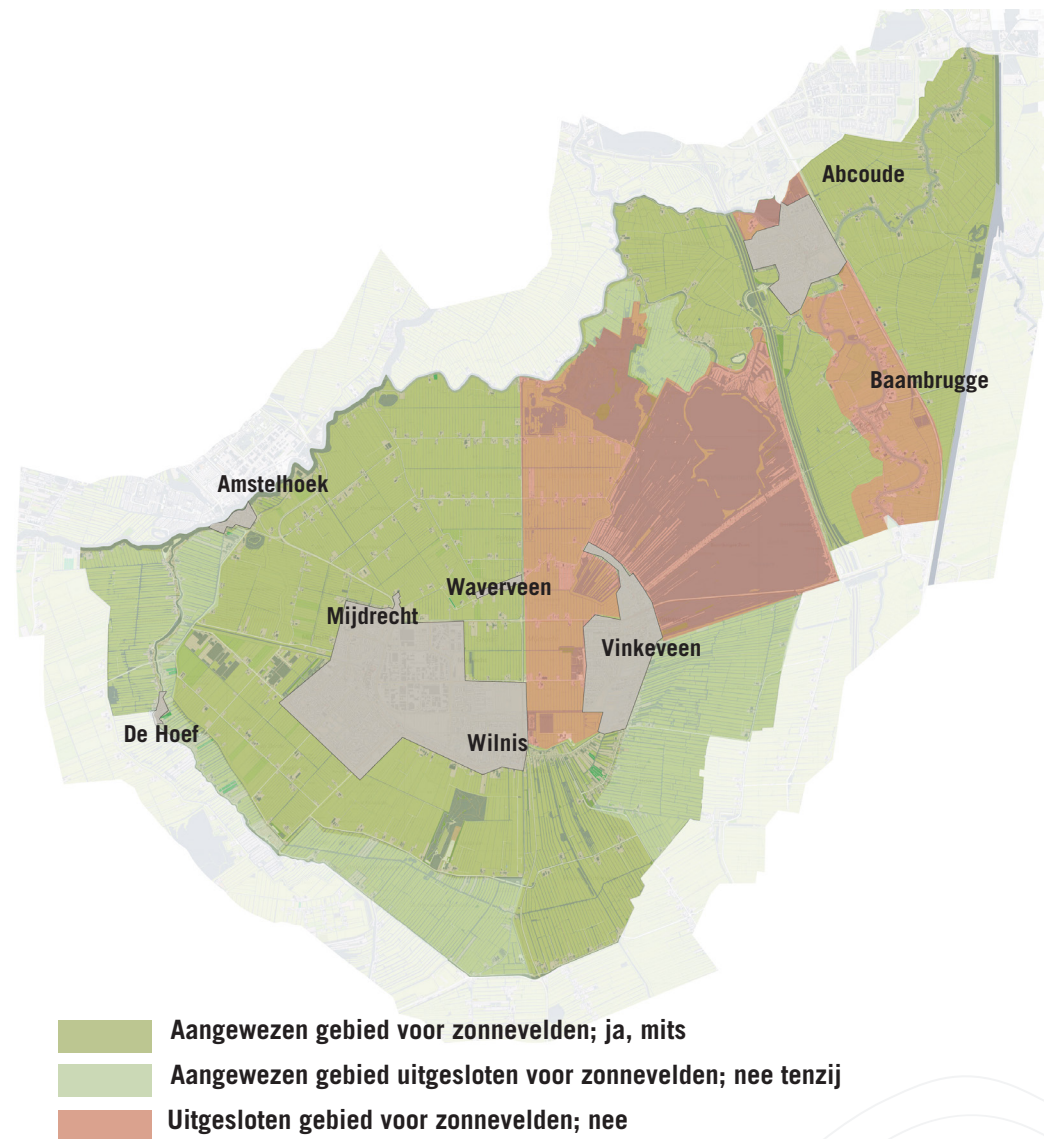 Abcoude
Baambrugge
Amstelhoek
Waverveen
Mijdrecht
Vinkeveen
De Hoef
Wilnis
Aangewezen gebied voor zonnevelden; ja, mits
Aangewezen gebied uitgesloten voor zonnevelden; nee tenzij
Uitgesloten gebied voor zonnevelden; nee